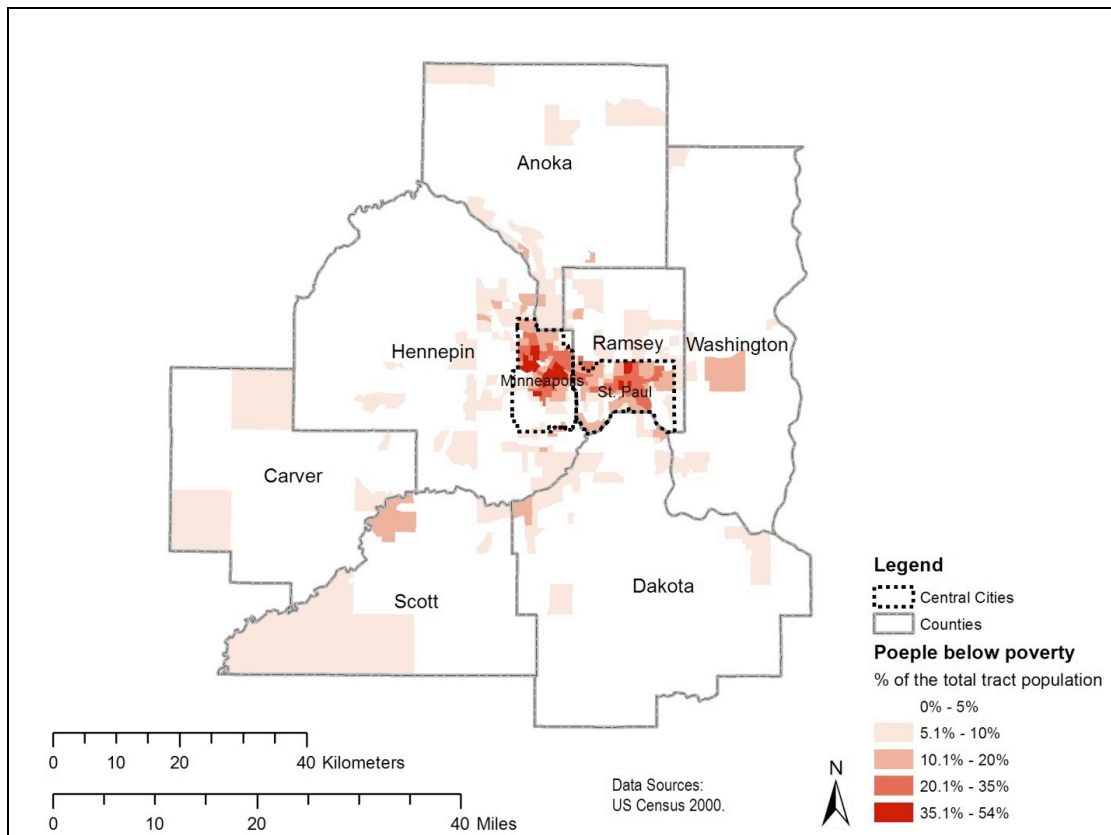 Anoka
Hennepin
Ramsey
Washington
Minneapolis
St. Paul
Carver
Scott
Dakota
Legend
Central Cities
Counties
Poeple below poverty
% of the total tract population
0% - 5%
5.1% - 10%
10.1% - 20%
20.1% - 35%
35.1% - 54%
0 10 20 40 Kilometers
0 10 20 40 Miles
Data Sources:
US Census 2000.
N